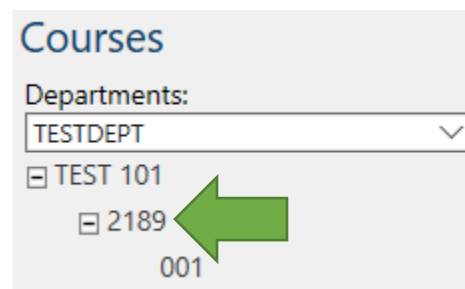 Courses
Departments:
TESTDEPT
TEST 101
2189
001